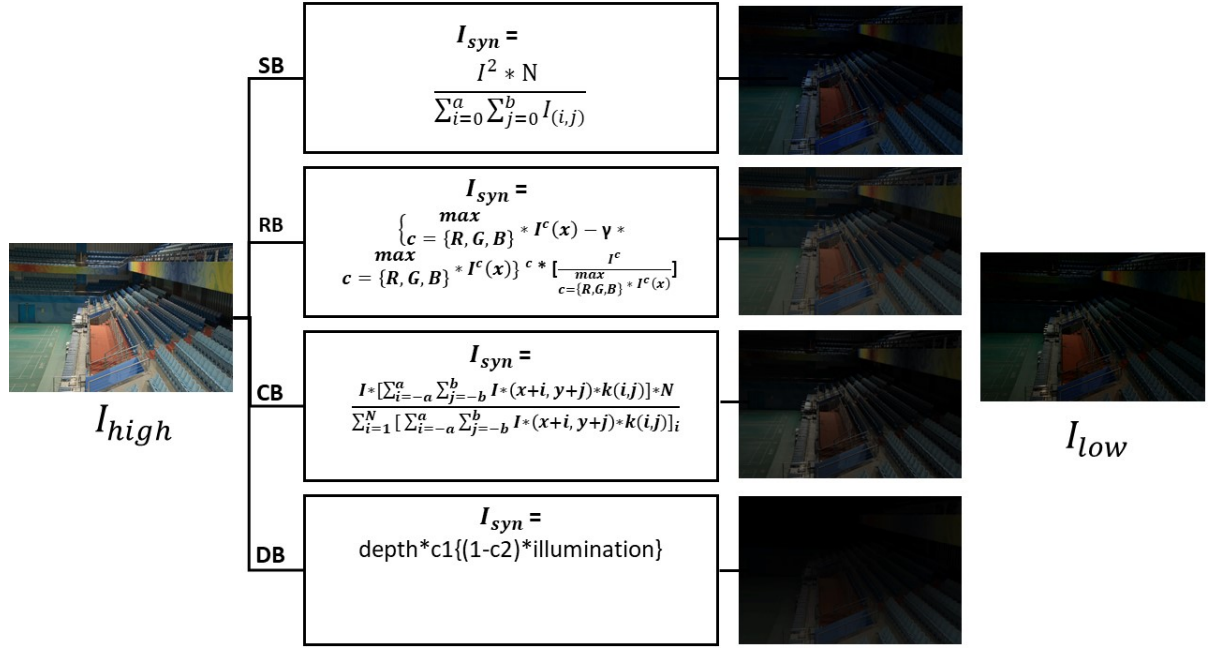 SB
I_syn =
I² * N
∑_{i=0}^{a} ∑_{j=0}^{b} I_(i,j)
RB
I_syn =
{ max c = {R, G, B} * I^c(x) − γ *
max c = {R, G, B} * I^c(x)} ^c * [ I^c / max c={R,G,B} * I^c(x) ]
I_high
CB
I_syn =
I*[∑_{i=-a}^{a} ∑_{j=-b}^{b} I*(x+i, y+j)*k(i,j)]*N
∑_{i=1}^{N} [ ∑_{i=-a}^{a} ∑_{j=-b}^{b} I*(x+i, y+j)*k(i,j)]_i
I_low
DB
I_syn =
depth*c1{(1-c2)*illumination}